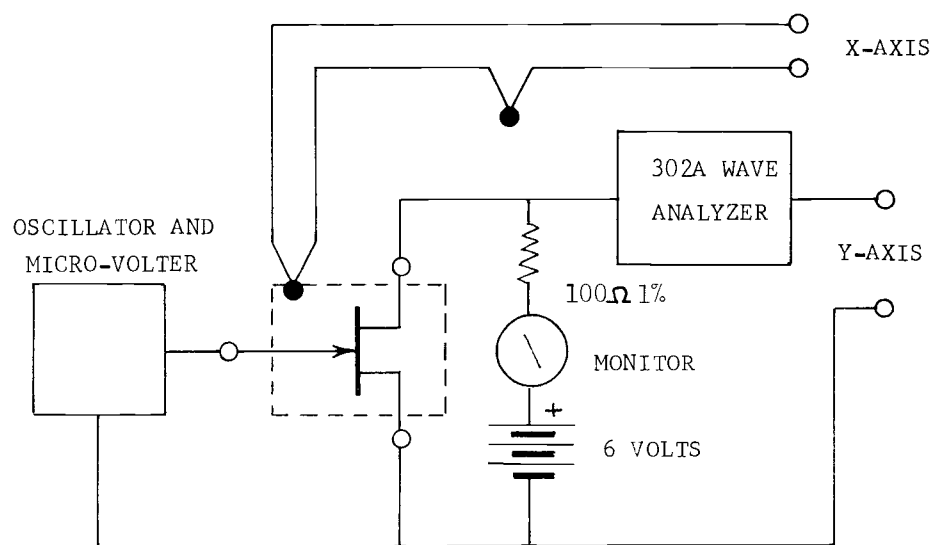 X-AXIS
302A WAVE
ANALYZER
OSCILLATOR AND
MICRO-VOLTER
Y-AXIS
100Ω 1%
MONITOR
+
6 VOLTS